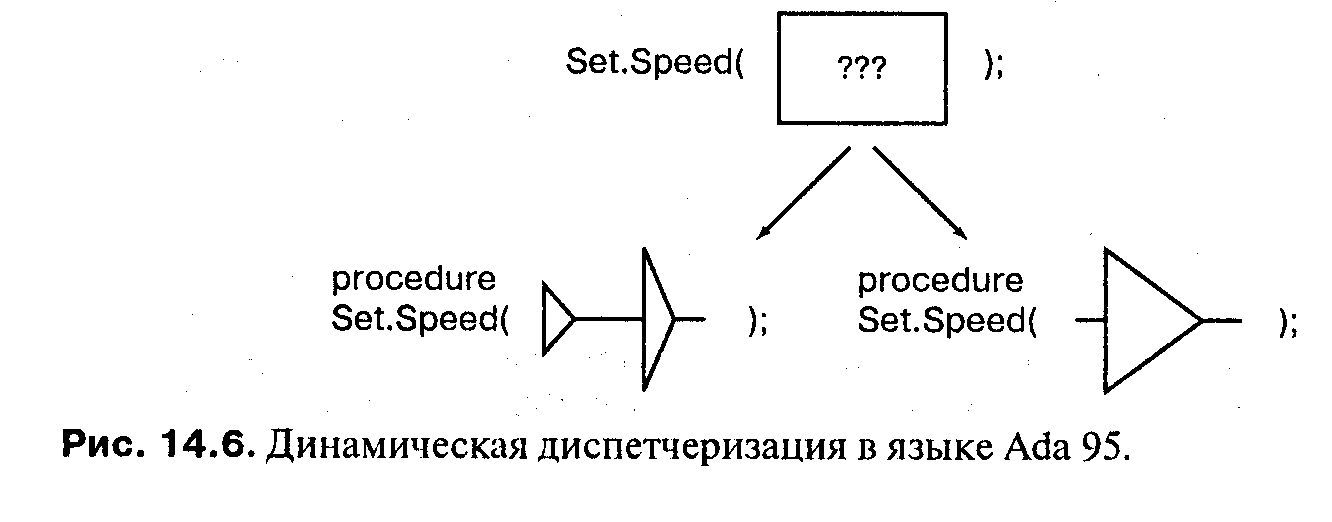 Set.Speed( ??? );
procedure procedure
Set.Speed( ); Set.Speed( );
Рис. 14.6. Динамическая диспетчеризация в языке Ada 95.